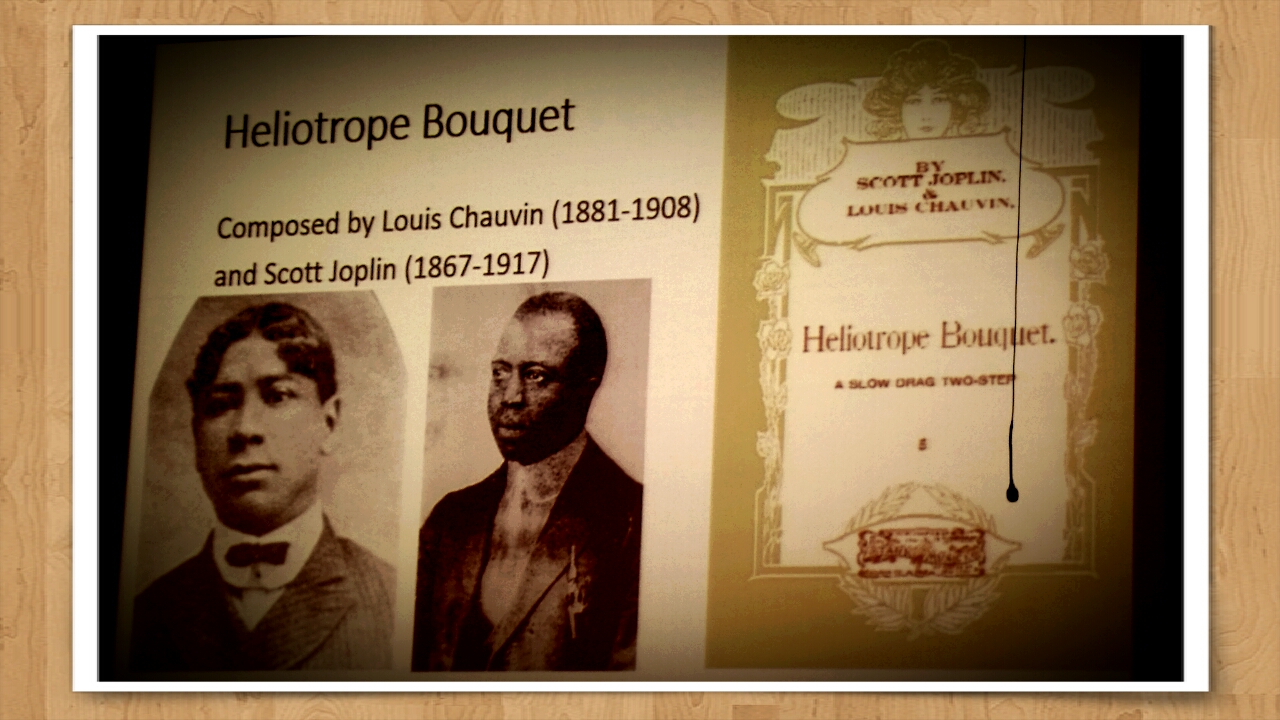 Heliotrope Bouquet
Composed by Louis Chauvin (1881-1908)
and Scott Joplin (1867-1917)
BY
SCOTT JOPLIN.
&
LOUIS CHAUVIN.
Heliotrope Bouquet.
A SLOW DRAG TWO-STEP
5